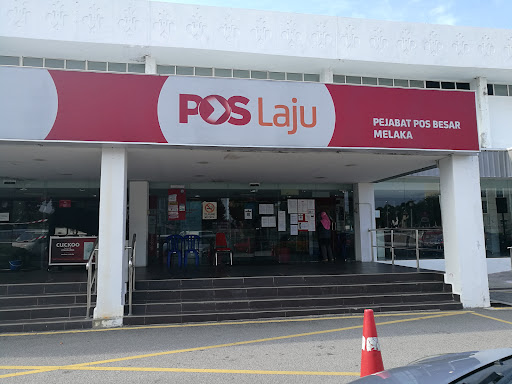 POS Laju
PEJABAT POS BESAR
MELAKA
CUCKOO